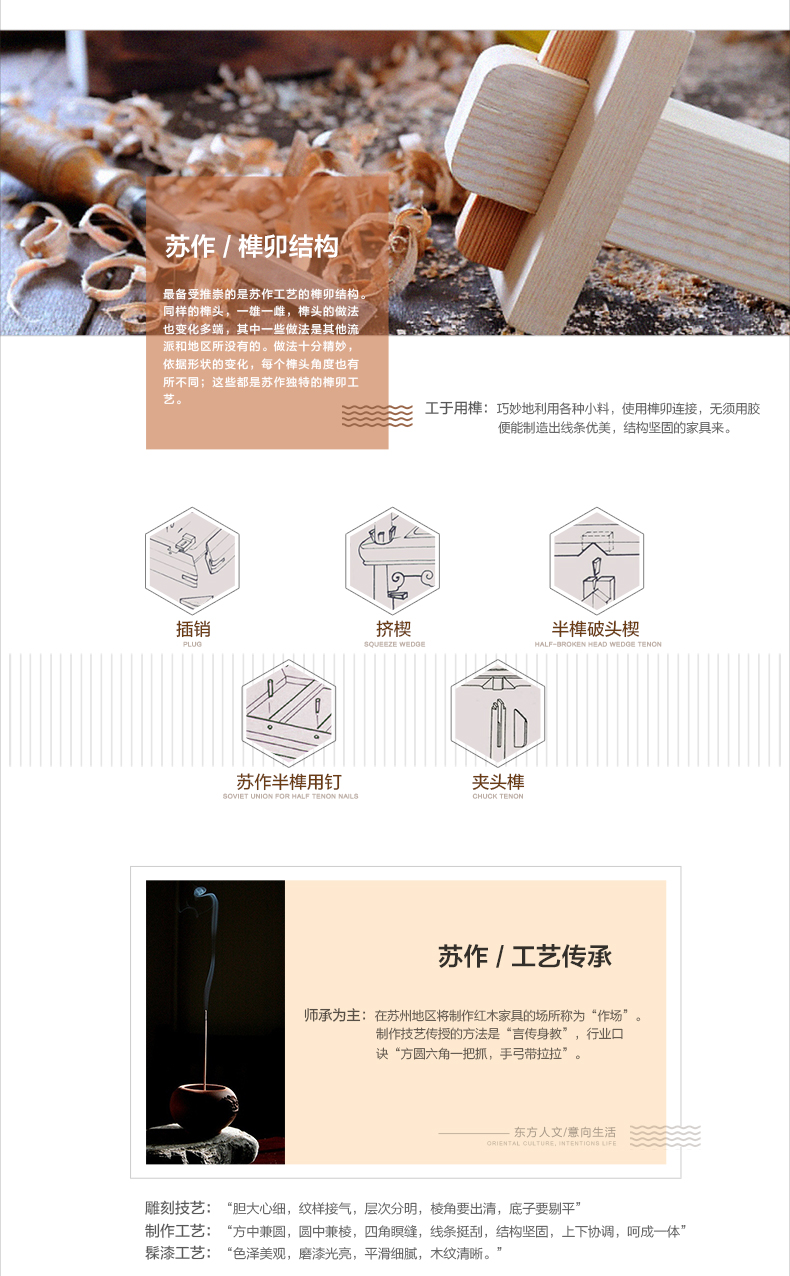 苏作 / 榫卯结构
最备受推崇的是苏作工艺的榫卯结构。
同样的榫头，一雄一雌，榫头的做法
也变化多端，其中一些做法是其他流
派和地区所没有的。做法十分精妙，
依据形状的变化，每个榫头角度也有
所不同；这些都是苏作独特的榫卯工
艺。
工于用榫：巧妙地利用各种小料，使用榫卯连接，无须用胶
便能制造出线条优美，结构坚固的家具来。
插销
PLUG
挤楔
SQUEEZE WEDGE
半榫破头楔
HALF-BROKEN HEAD WEDGE TENON
苏作半榫用钉
SOVIET UNION FOR HALF TENON NAILS
夹头榫
CHUCK TENON
苏作 / 工艺传承
师承为主：在苏州地区将制作红木家具的场所称为“作场”。
制作技艺传授的方法是“言传身教”，行业口
诀“方圆六角一把抓，手弓带拉拉”。
东方人文/意向生活
ORIENTAL CULTURE, INTENTIONS LIFE
雕刻技艺：“胆大心细，纹样接气，层次分明，棱角要出清，底子要剔平”
制作工艺：“方中兼圆，圆中兼棱，四角瞑缝，线条挺刮，结构坚固，上下协调，呵成一体”
髹漆工艺：“色泽美观，磨漆光亮，平滑细腻，木纹清晰。”